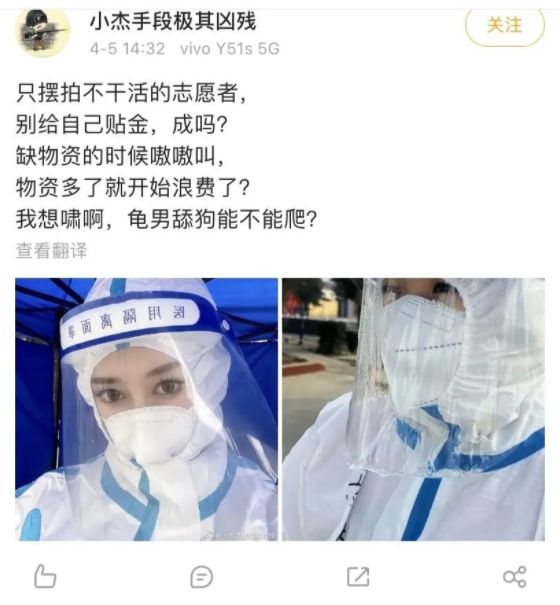 小杰手段极其凶残
关注
4-5 14:32 vivo Y51s 5G
只摆拍不干活的志愿者，
别给自己贴金，成吗？
缺物资的时候嗷嗷叫，
物资多了就开始浪费了？
我想啸啊，龟男舔狗能不能爬？
查看翻译
医用隔离面罩